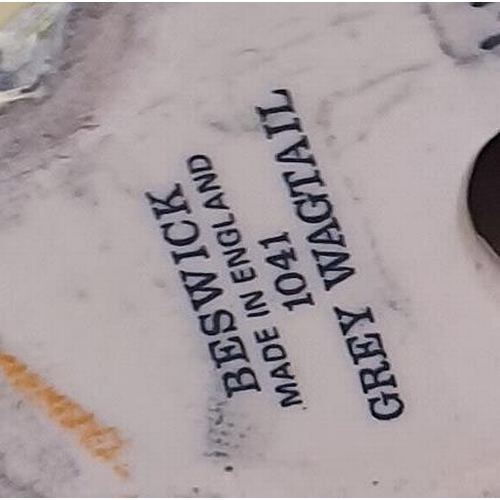 BESWICK
MADE IN ENGLAND
1041
GREY WAGTAIL